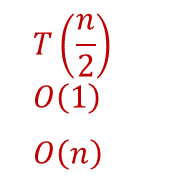 T(n/2)
O(1)
O(n)